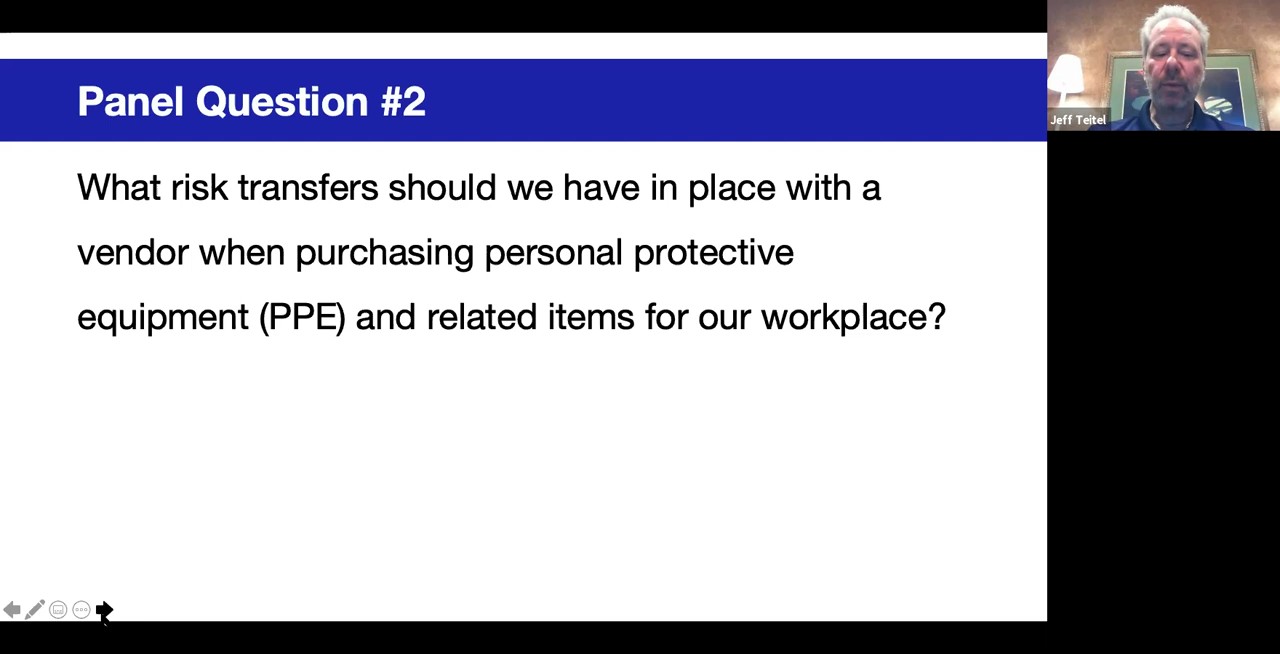 Panel Question #2
What risk transfers should we have in place with a
vendor when purchasing personal protective
equipment (PPE) and related items for our workplace?
Jeff Teitel